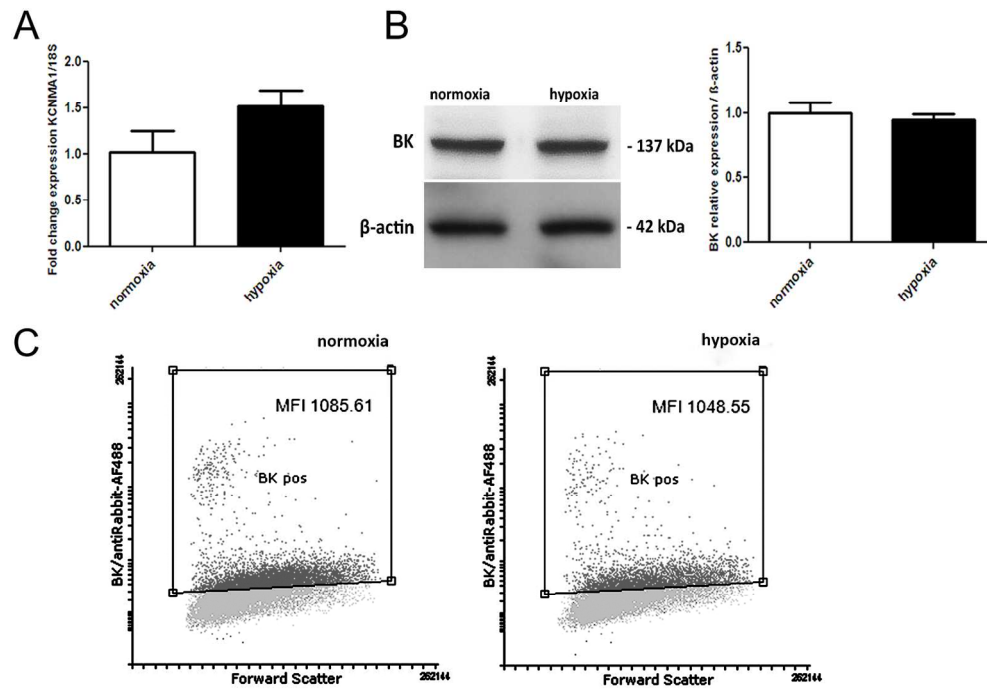 A
Fold change expression KCNMA1/18S
2.0
1.5
1.0
0.5
0.0
normoxia
hypoxia
B
normoxia hypoxia
BK
- 137 kDa
β-actin
- 42 kDa
BK relative expression / ß-actin
1.5
1.0
0.5
0.0
normoxia
hypoxia
C
normoxia
262144
MFI 1085.61
BK pos
BK/antiRabbit-AF488
Forward Scatter
262144
hypoxia
262144
MFI 1048.55
BK pos
BK/antiRabbit-AF488
Forward Scatter
262144